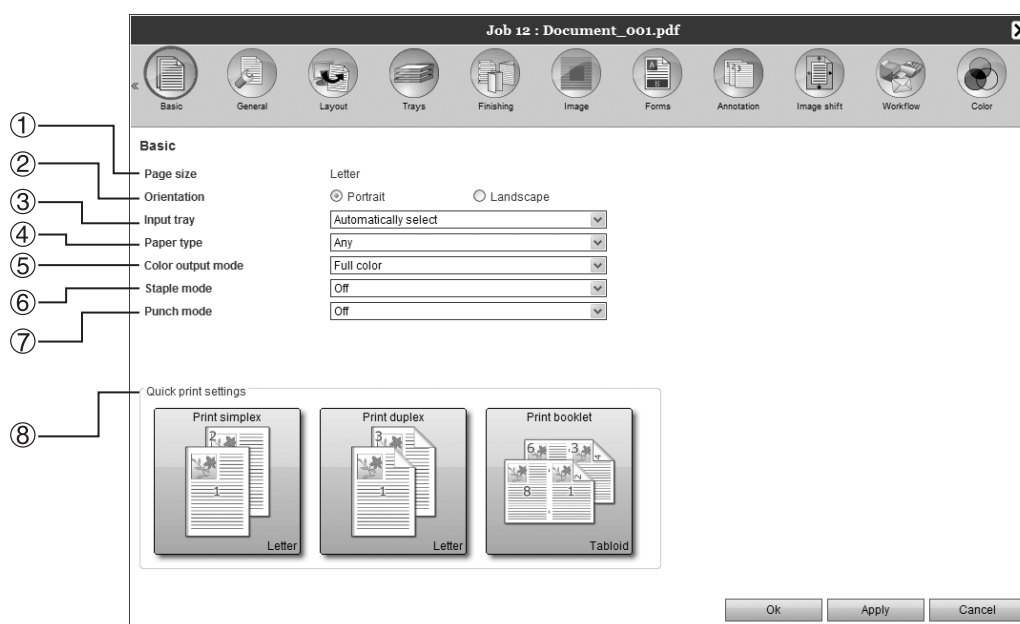 Job 12 : Document_001.pdf
Basic General Layout Trays Finishing Image Forms Annotation Image shift Workflow Color
Basic
① Page size Letter
② Orientation Portrait Landscape
③ Input tray Automatically select
④ Paper type Any
⑤ Color output mode Full color
⑥ Staple mode Off
⑦ Punch mode Off
⑧ Quick print settings
Print simplex Print duplex Print booklet
2 3 6 3 4
1 1 8 1 2
Letter Letter Tabloid
Ok Apply Cancel